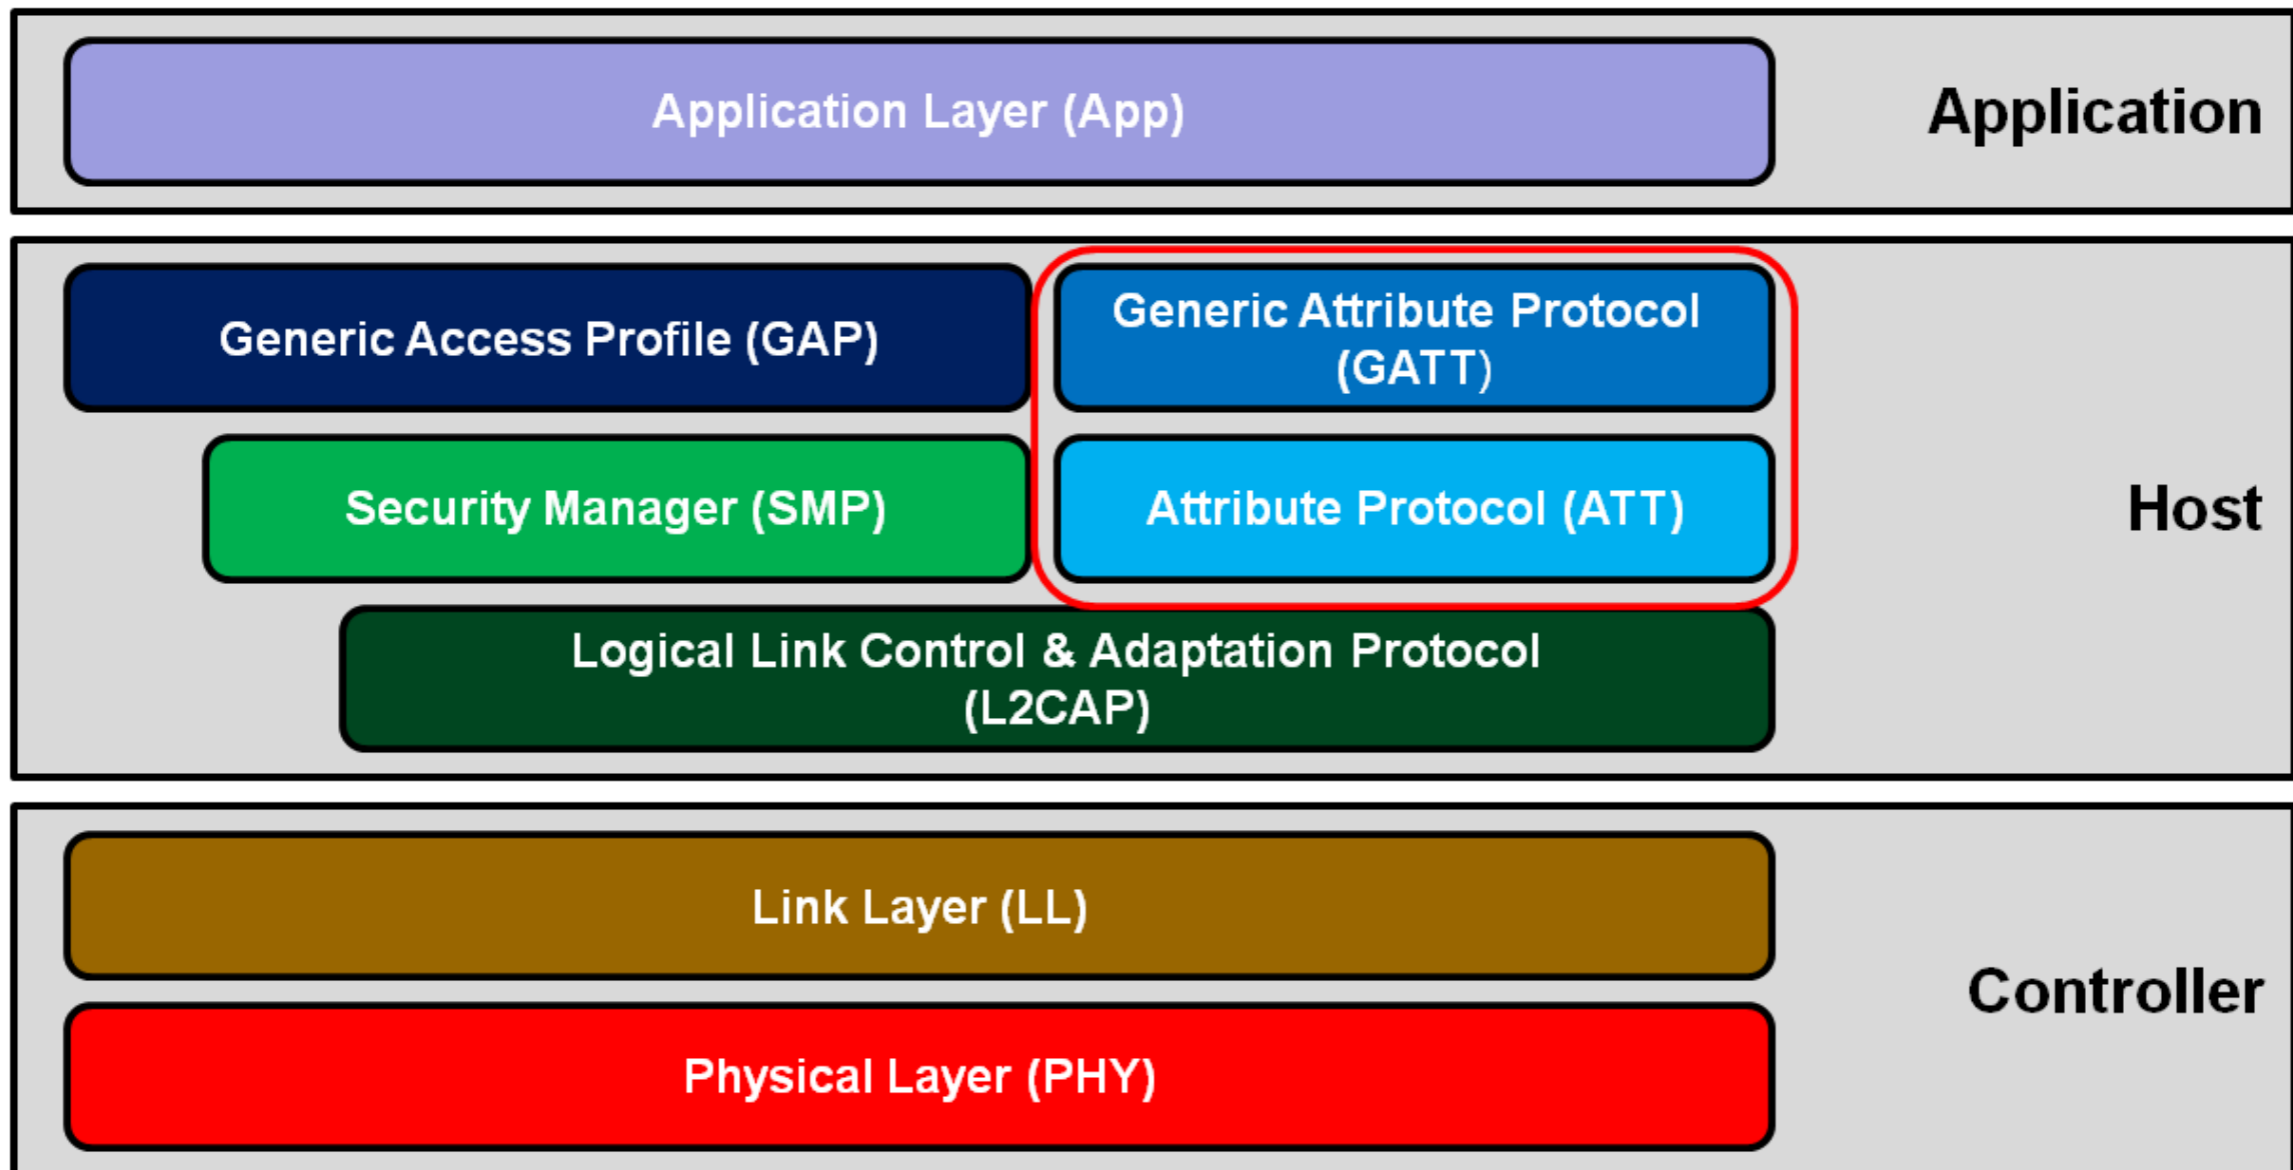 Application Layer (App)
Application
Generic Access Profile (GAP)
Generic Attribute Protocol
(GATT)
Security Manager (SMP)
Attribute Protocol (ATT)
Host
Logical Link Control & Adaptation Protocol
(L2CAP)
Link Layer (LL)
Controller
Physical Layer (PHY)